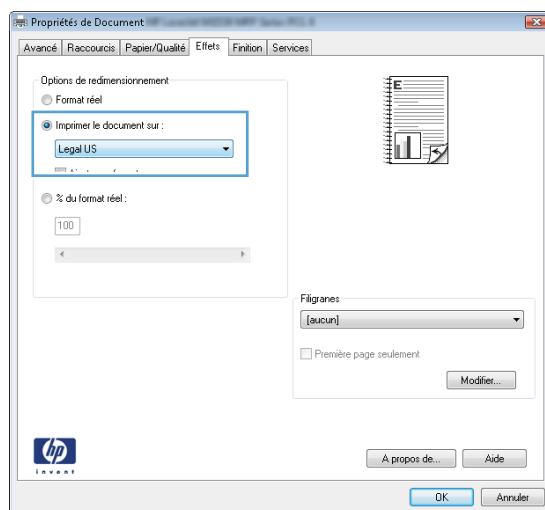 Propriétés de Document
Avancé Raccourcis Papier/Qualité Effets Finition Services
Options de redimensionnement
Format réel
Imprimer le document sur :
Legal US
% du format réel :
100
E
Filigranes
[aucun]
Première page seulement
Modifier...
hp
invent
A propos de... Aide
OK Annuler